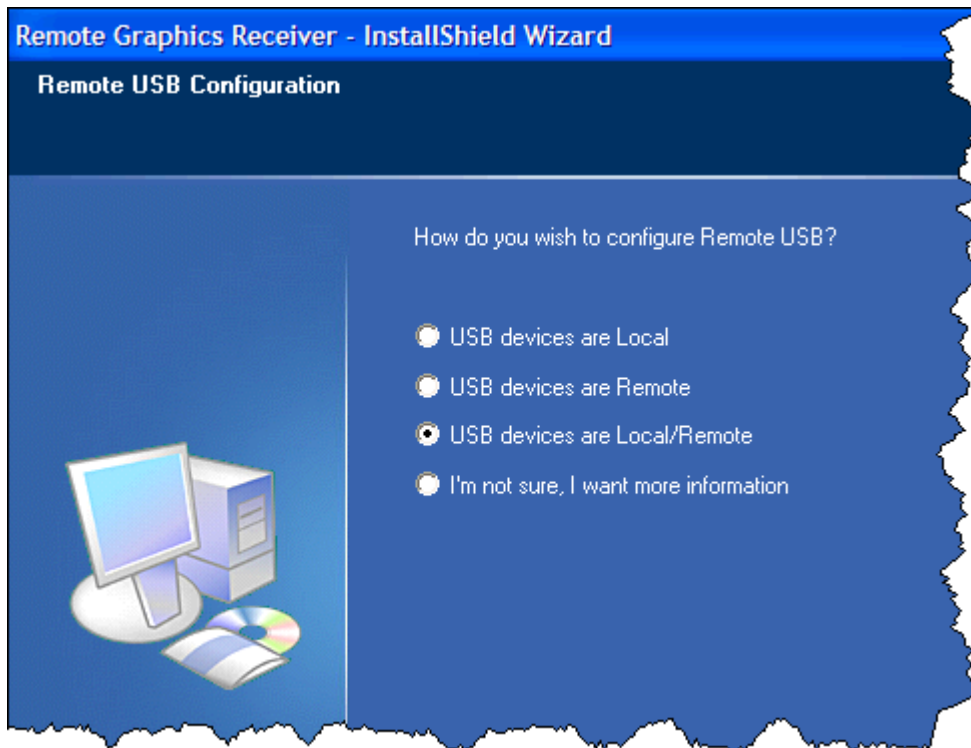 Remote Graphics Receiver - InstallShield Wizard
Remote USB Configuration
How do you wish to configure Remote USB?
USB devices are Local
USB devices are Remote
USB devices are Local/Remote
I'm not sure, I want more information